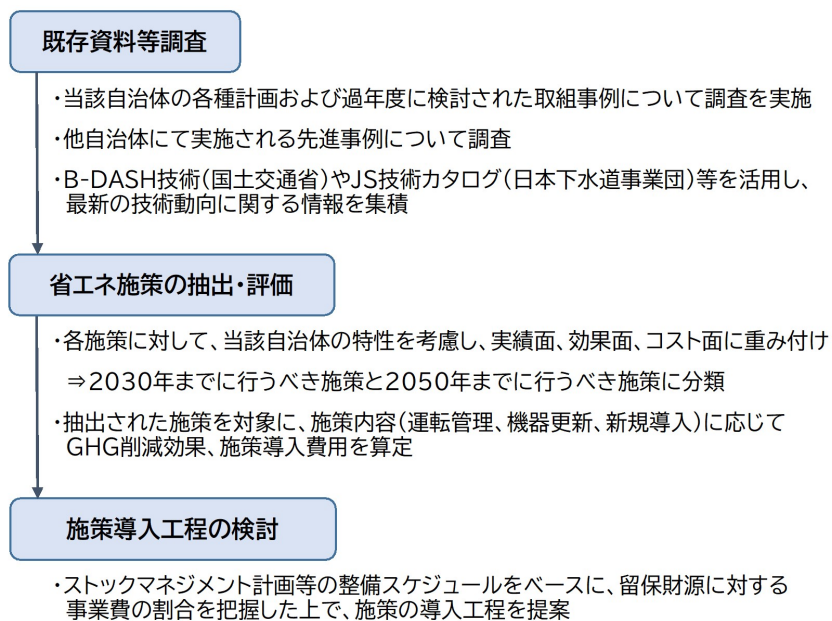 既存資料等調査
・当該自治体の各種計画および過年度に検討された取組事例について調査を実施
・他自治体にて実施される先進事例について調査
・B-DASH技術（国土交通省）やJS技術カタログ（日本下水道事業団）等を活用し、
最新の技術動向に関する情報を集積
省エネ施策の抽出・評価
・各施策に対して、当該自治体の特性を考慮し、実績面、効果面、コスト面に重み付け
⇒2030年までに行うべき施策と2050年までに行うべき施策に分類
・抽出された施策を対象に、施策内容（運転管理、機器更新、新規導入）に応じて
GHG削減効果、施策導入費用を算定
施策導入工程の検討
・ストックマネジメント計画等の整備スケジュールをベースに、留保財源に対する
事業費の割合を把握した上で、施策の導入工程を提案